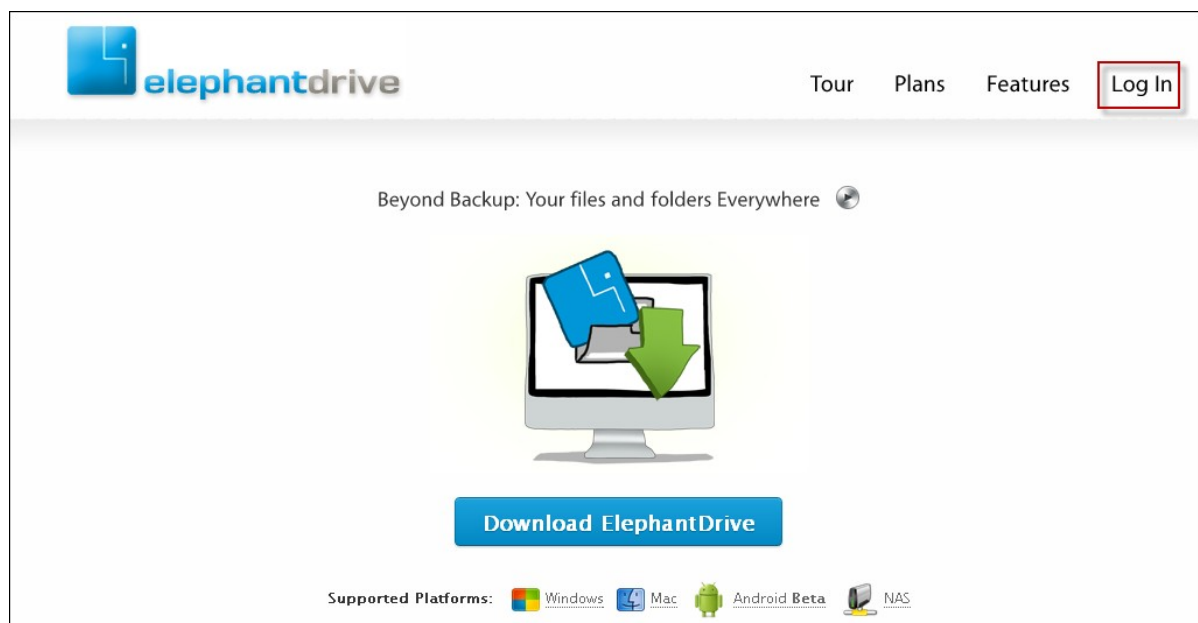 elephantdrive
Tour Plans Features Log In
Beyond Backup: Your files and folders Everywhere
Download ElephantDrive
Supported Platforms: Windows Mac Android Beta NAS